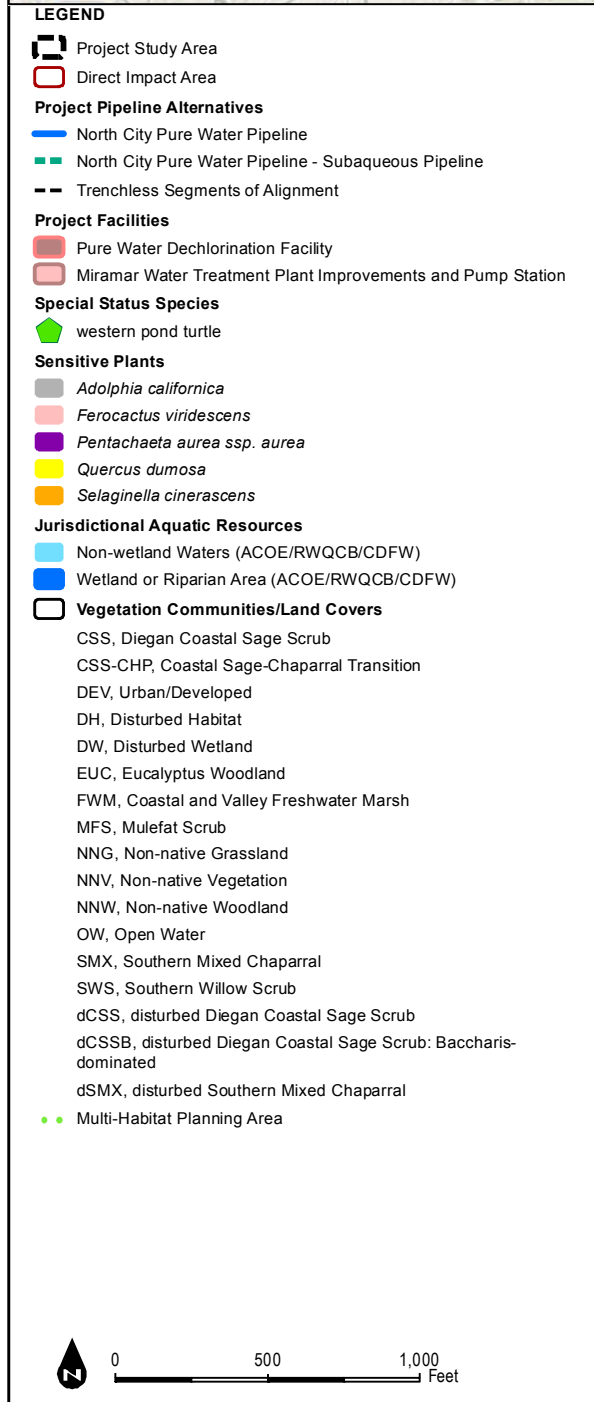 LEGEND
Project Study Area
Direct Impact Area
Project Pipeline Alternatives
North City Pure Water Pipeline
North City Pure Water Pipeline - Subaqueous Pipeline
Trenchless Segments of Alignment
Project Facilities
Pure Water Dechlorination Facility
Miramar Water Treatment Plant Improvements and Pump Station
Special Status Species
western pond turtle
Sensitive Plants
Adolphia californica
Ferocactus viridescens
Pentachaeta aurea ssp. aurea
Quercus dumosa
Selaginella cinerascens
Jurisdictional Aquatic Resources
Non-wetland Waters (ACOE/RWQCB/CDFW)
Wetland or Riparian Area (ACOE/RWQCB/CDFW)
Vegetation Communities/Land Covers
CSS, Diegan Coastal Sage Scrub
CSS-CHP, Coastal Sage-Chaparral Transition
DEV, Urban/Developed
DH, Disturbed Habitat
DW, Disturbed Wetland
EUC, Eucalyptus Woodland
FWM, Coastal and Valley Freshwater Marsh
MFS, Mulefat Scrub
NNG, Non-native Grassland
NNV, Non-native Vegetation
NNW, Non-native Woodland
OW, Open Water
SMX, Southern Mixed Chaparral
SWS, Southern Willow Scrub
dCSS, disturbed Diegan Coastal Sage Scrub
dCSSB, disturbed Diegan Coastal Sage Scrub: Baccharis-
dominated
dSMX, disturbed Southern Mixed Chaparral
Multi-Habitat Planning Area
N
0 500 1,000
Feet